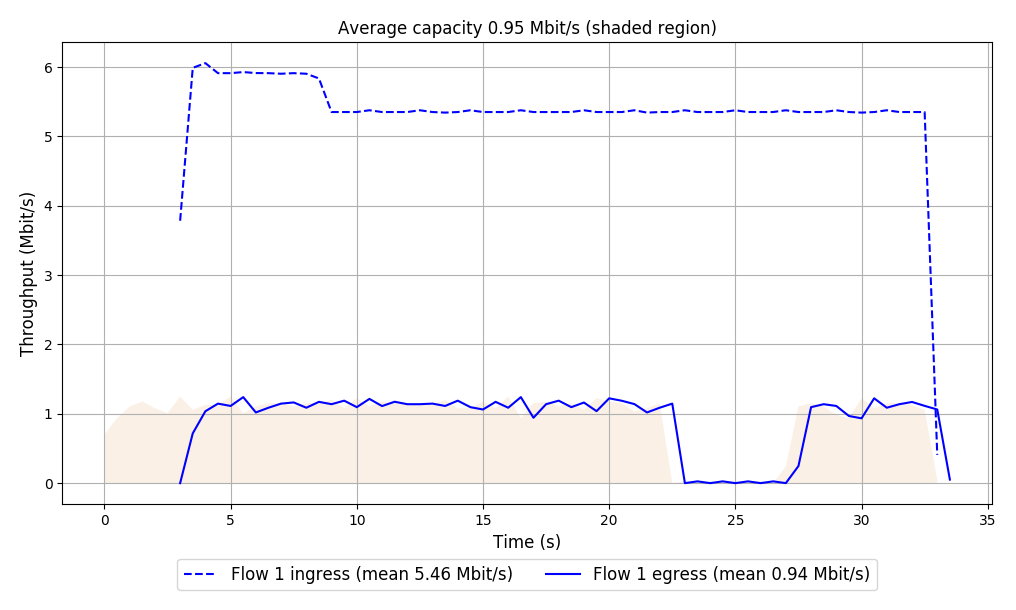 Average capacity 0.95 Mbit/s (shaded region)
Throughput (Mbit/s)
6
5
4
3
2
1
0
0 5 10 15 20 25 30 35
Time (s)
Flow 1 ingress (mean 5.46 Mbit/s) Flow 1 egress (mean 0.94 Mbit/s)